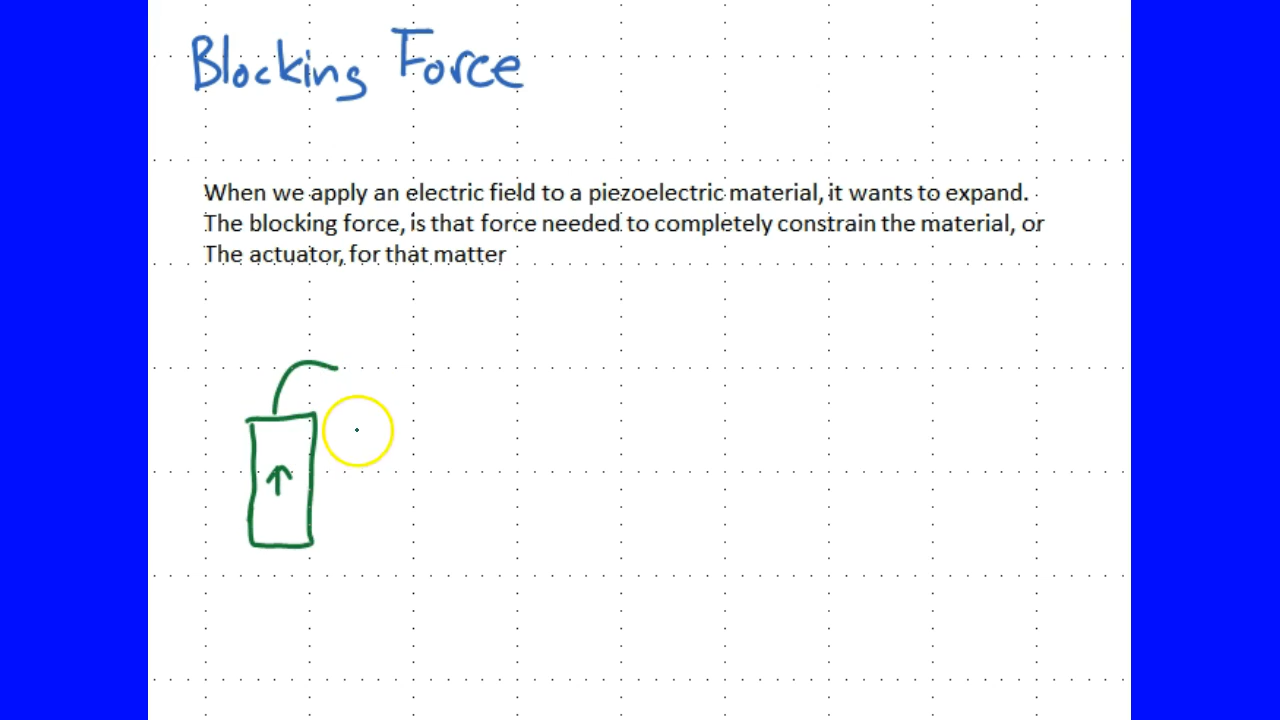 Blocking Force
When we apply an electric field to a piezoelectric material, it wants to expand.
The blocking force, is that force needed to completely constrain the material, or
The actuator, for that matter